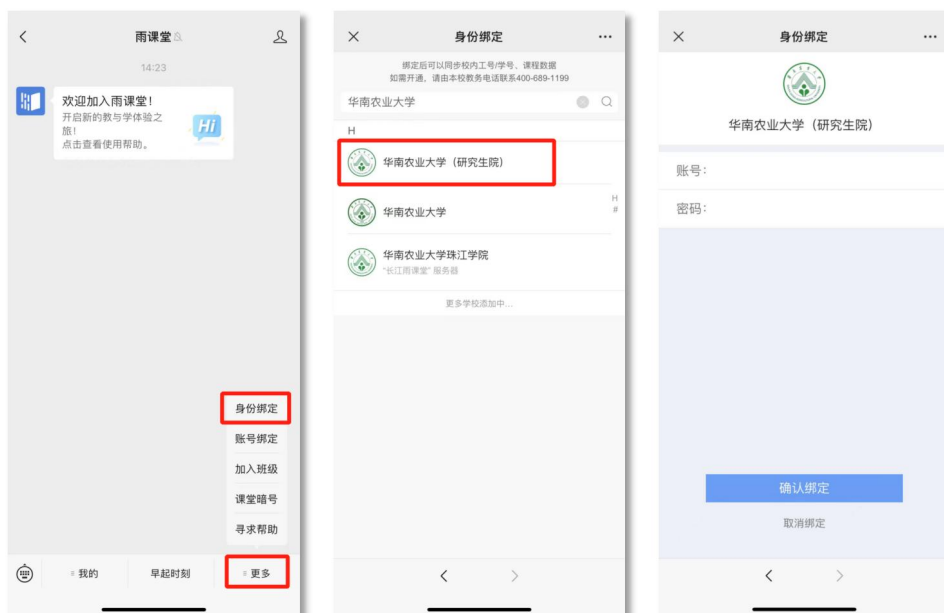 雨课堂
14:23
欢迎加入雨课堂!
开启新的教与学体验之
旅!
点击查看使用帮助。
Hi
身份绑定
账号绑定
加入班级
课堂暗号
寻求帮助
我的
早起时刻
更多
身份绑定
绑定后可以同步校内工号/学号、课程数据
如需开通，请由本校教务电话联系400-689-1199
华南农业大学
H
华南农业大学（研究生院）
华南农业大学
H
#
华南农业大学珠江学院
“长江雨课堂” 服务器
更多学校添加中...
身份绑定
华南农业大学（研究生院）
账号:
密码:
确认绑定
取消绑定